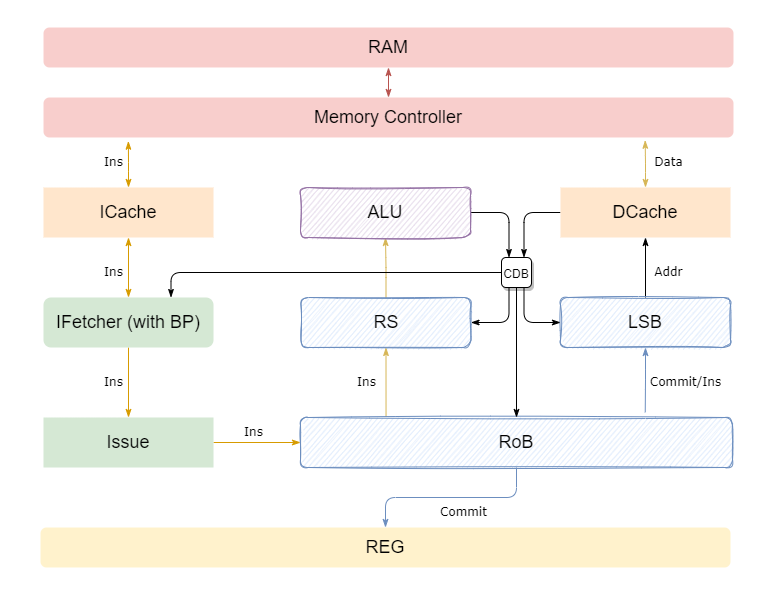 RAM
Memory Controller
Ins
Data
ICache
ALU
DCache
Ins
CDB
Addr
IFetcher (with BP)
RS
LSB
Ins
Ins
Commit/Ins
Issue
Ins
RoB
Commit
REG